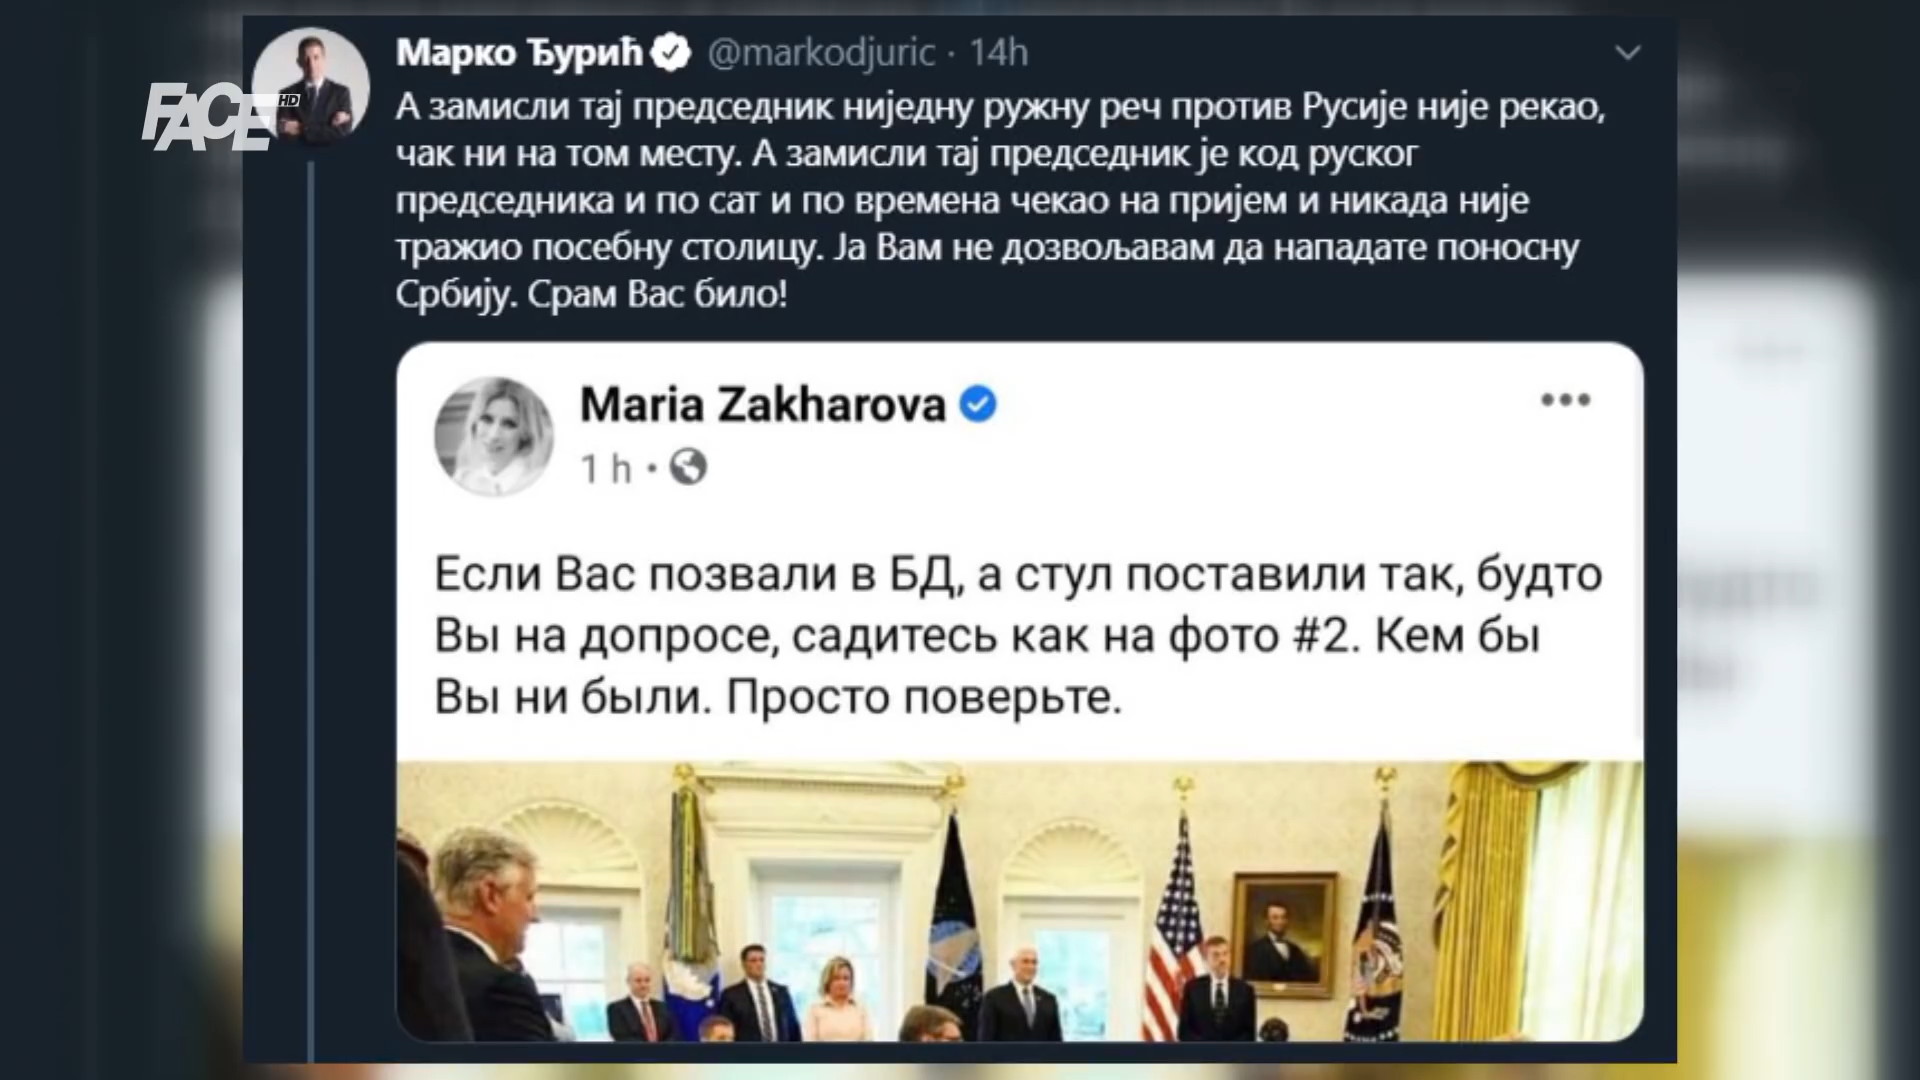 Марко Ђурић @markodjuric · 14h
FACE HD
А замисли тај председник ниједну ружну реч против Русије није рекао,
чак ни на том месту. А замисли тај председник је код руског
председника и по сат и по времена чекао на пријем и никада није
тражио посебну столицу. Ја Вам не дозвољавам да нападате поносну
Србију. Срам Вас било!
Maria Zakharova
1 h ·
Если Вас позвали в БД, а стул поставили так, будто
Вы на допросе, садитесь как на фото #2. Кем бы
Вы ни были. Просто поверьте.